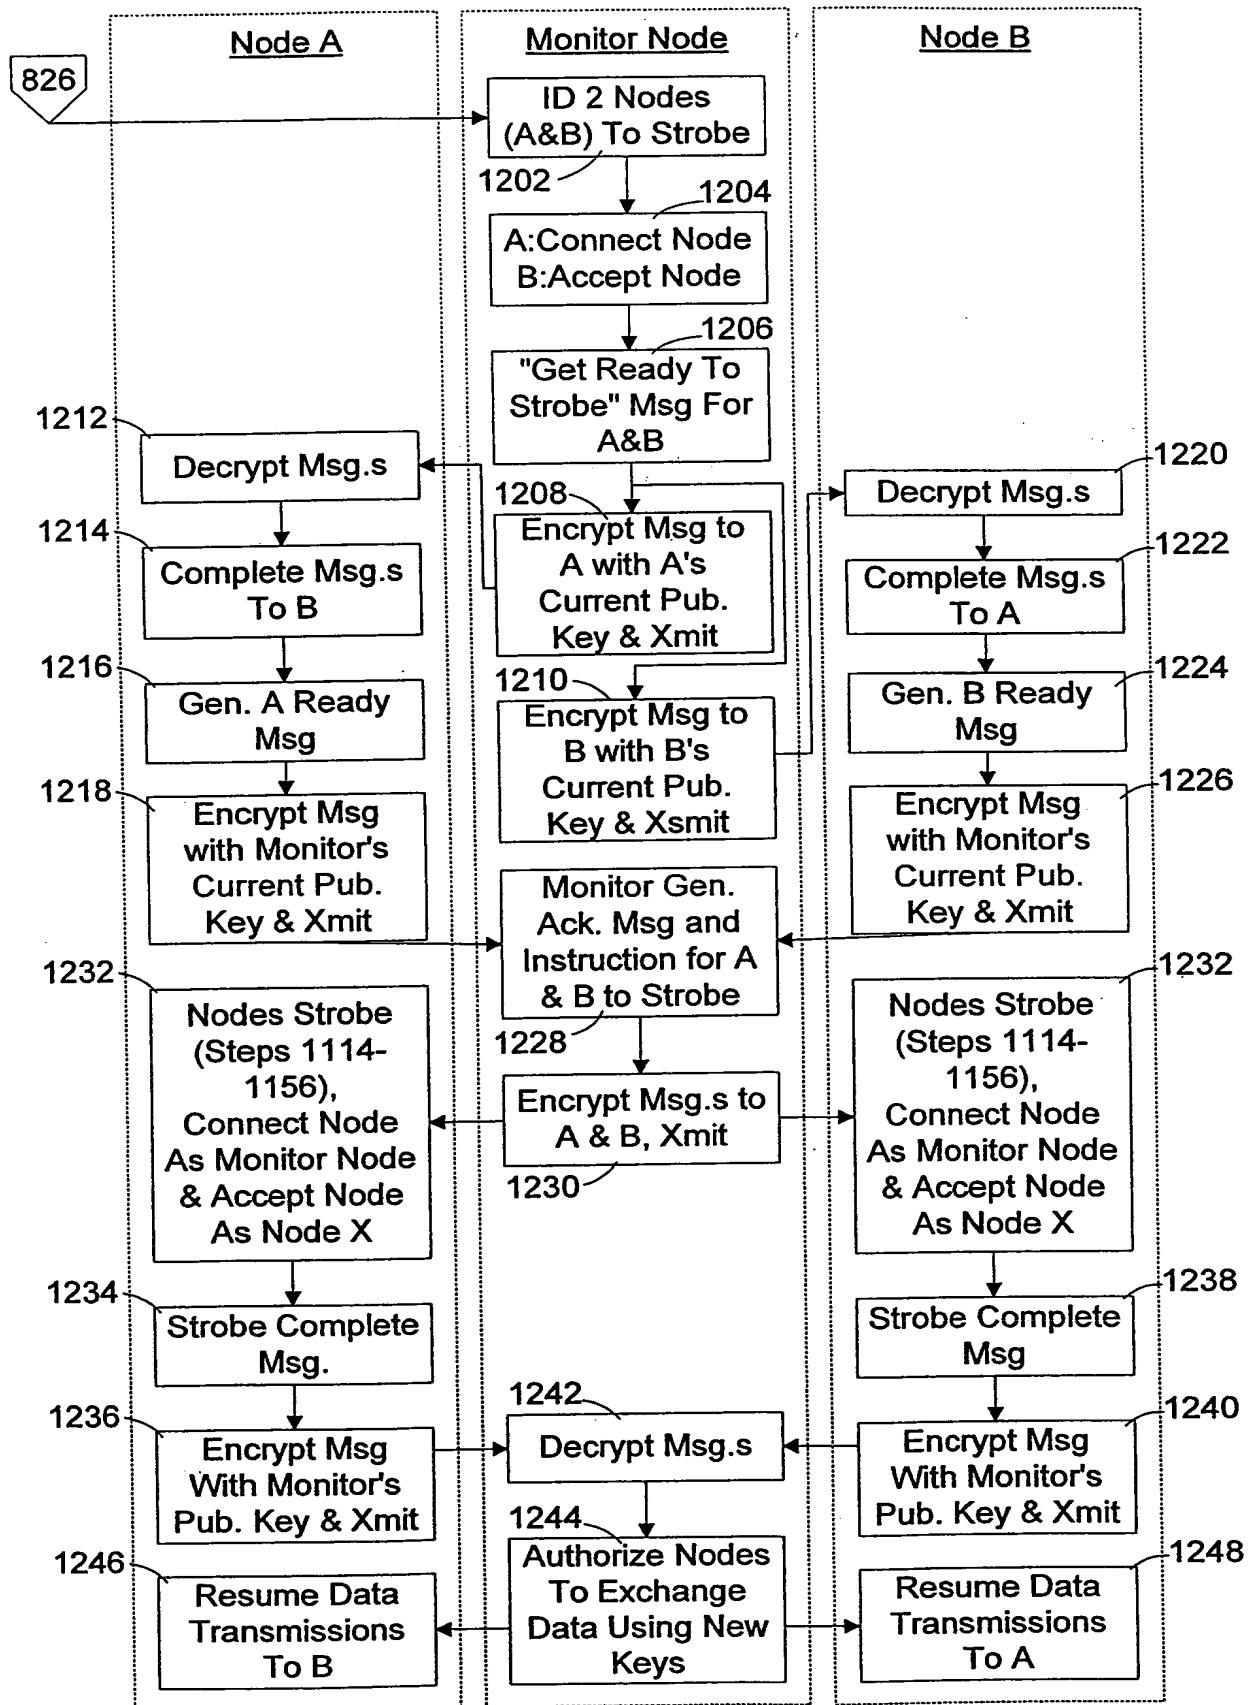 Node A
Monitor Node
Node B
826
ID 2 Nodes
(A&B) To Strobe
1202
1204
A:Connect Node
B:Accept Node
1206
"Get Ready To
Strobe" Msg For
A&B
1212
Decrypt Msg.s
1220
Decrypt Msg.s
1208
Encrypt Msg to
A with A's
Current Pub.
Key & Xmit
1214
Complete Msg.s
To B
1222
Complete Msg.s
To A
1216
Gen. A Ready
Msg
1210
Encrypt Msg to
B with B's
Current Pub.
Key & Xsmit
1224
Gen. B Ready
Msg
1218
Encrypt Msg
with Monitor's
Current Pub.
Key & Xmit
1226
Encrypt Msg
with Monitor's
Current Pub.
Key & Xmit
Monitor Gen.
Ack. Msg and
Instruction for A
& B to Strobe
1228
1232
Nodes Strobe
(Steps 1114-
1156),
Connect Node
As Monitor Node
& Accept Node
As Node X
Encrypt Msg.s to
A & B, Xmit
1230
1232
Nodes Strobe
(Steps 1114-
1156),
Connect Node
As Monitor Node
& Accept Node
As Node X
1234
Strobe Complete
Msg.
1238
Strobe Complete
Msg
1236
Encrypt Msg
With Monitor's
Pub. Key & Xmit
1242
Decrypt Msg.s
1240
Encrypt Msg
With Monitor's
Pub. Key & Xmit
1244
Authorize Nodes
To Exchange
Data Using New
Keys
1246
Resume Data
Transmissions
To B
1248
Resume Data
Transmissions
To A